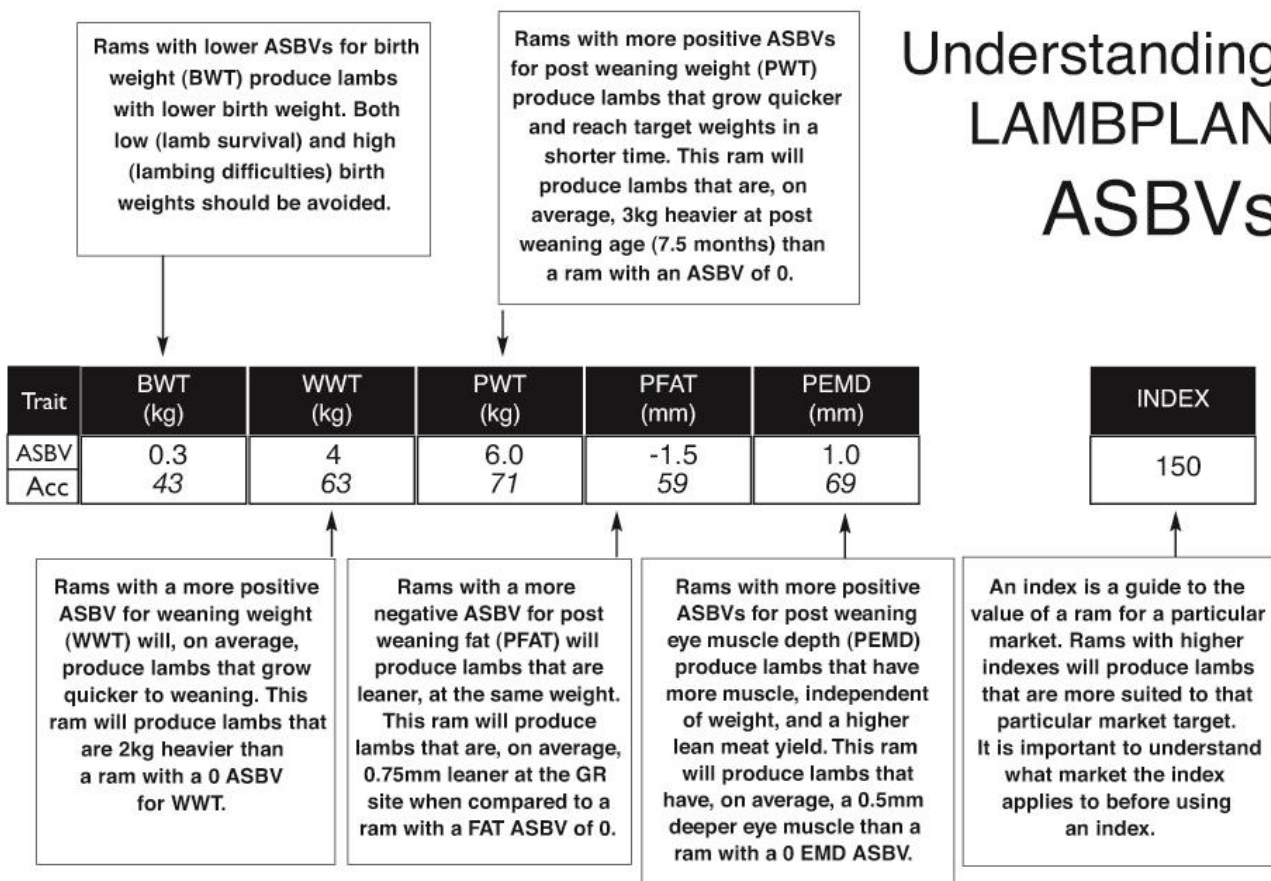 Understanding
LAMBPLAN
ASBVs
Rams with lower ASBVs for birth
weight (BWT) produce lambs
with lower birth weight. Both
low (lamb survival) and high
(lambing difficulties) birth
weights should be avoided.
Rams with more positive ASBVs
for post weaning weight (PWT)
produce lambs that grow quicker
and reach target weights in a
shorter time. This ram will
produce lambs that are, on
average, 3kg heavier at post
weaning age (7.5 months) than
a ram with an ASBV of 0.
Trait BWT (kg) WWT (kg) PWT (kg) PFAT (mm) PEMD (mm) INDEX
ASBV 0.3 4 6.0 -1.5 1.0 150
Acc 43 63 71 59 69
Rams with a more positive
ASBV for weaning weight
(WWT) will, on average,
produce lambs that grow
quicker to weaning. This
ram will produce lambs that
are 2kg heavier than
a ram with a 0 ASBV
for WWT.
Rams with a more
negative ASBV for post
weaning fat (PFAT) will
produce lambs that are
leaner, at the same weight.
This ram will produce
lambs that are, on average,
0.75mm leaner at the GR
site when compared to a
ram with a FAT ASBV of 0.
Rams with more positive
ASBVs for post weaning
eye muscle depth (PEMD)
produce lambs that have
more muscle, independent
of weight, and a higher
lean meat yield. This ram
will produce lambs that
have, on average, a 0.5mm
deeper eye muscle than a
ram with a 0 EMD ASBV.
An index is a guide to the
value of a ram for a particular
market. Rams with higher
indexes will produce lambs
that are more suited to that
particular market target.
It is important to understand
what market the index
applies to before using
an index.